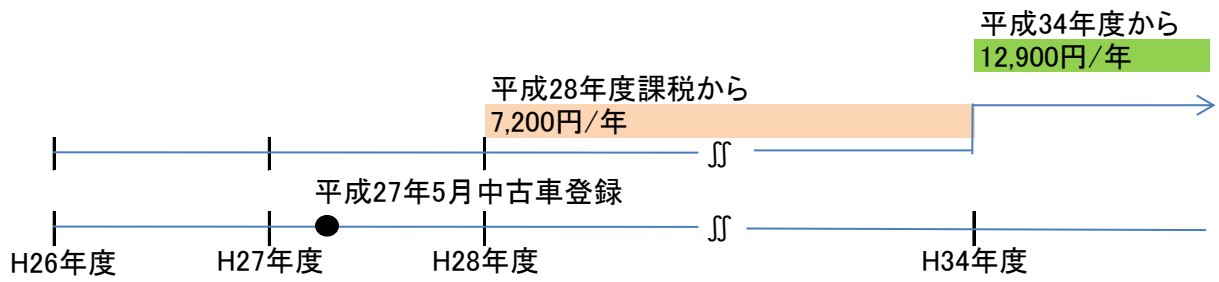 平成34年度から
12,900円/年
平成28年度課税から
7,200円/年
平成27年5月中古車登録
H26年度
H27年度
H28年度
H34年度